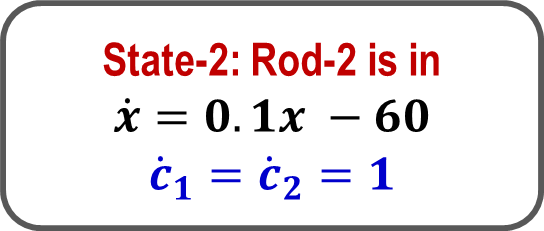 State-2: Rod-2 is in
ẋ = 0.1x − 60
ċ₁ = ċ₂ = 1